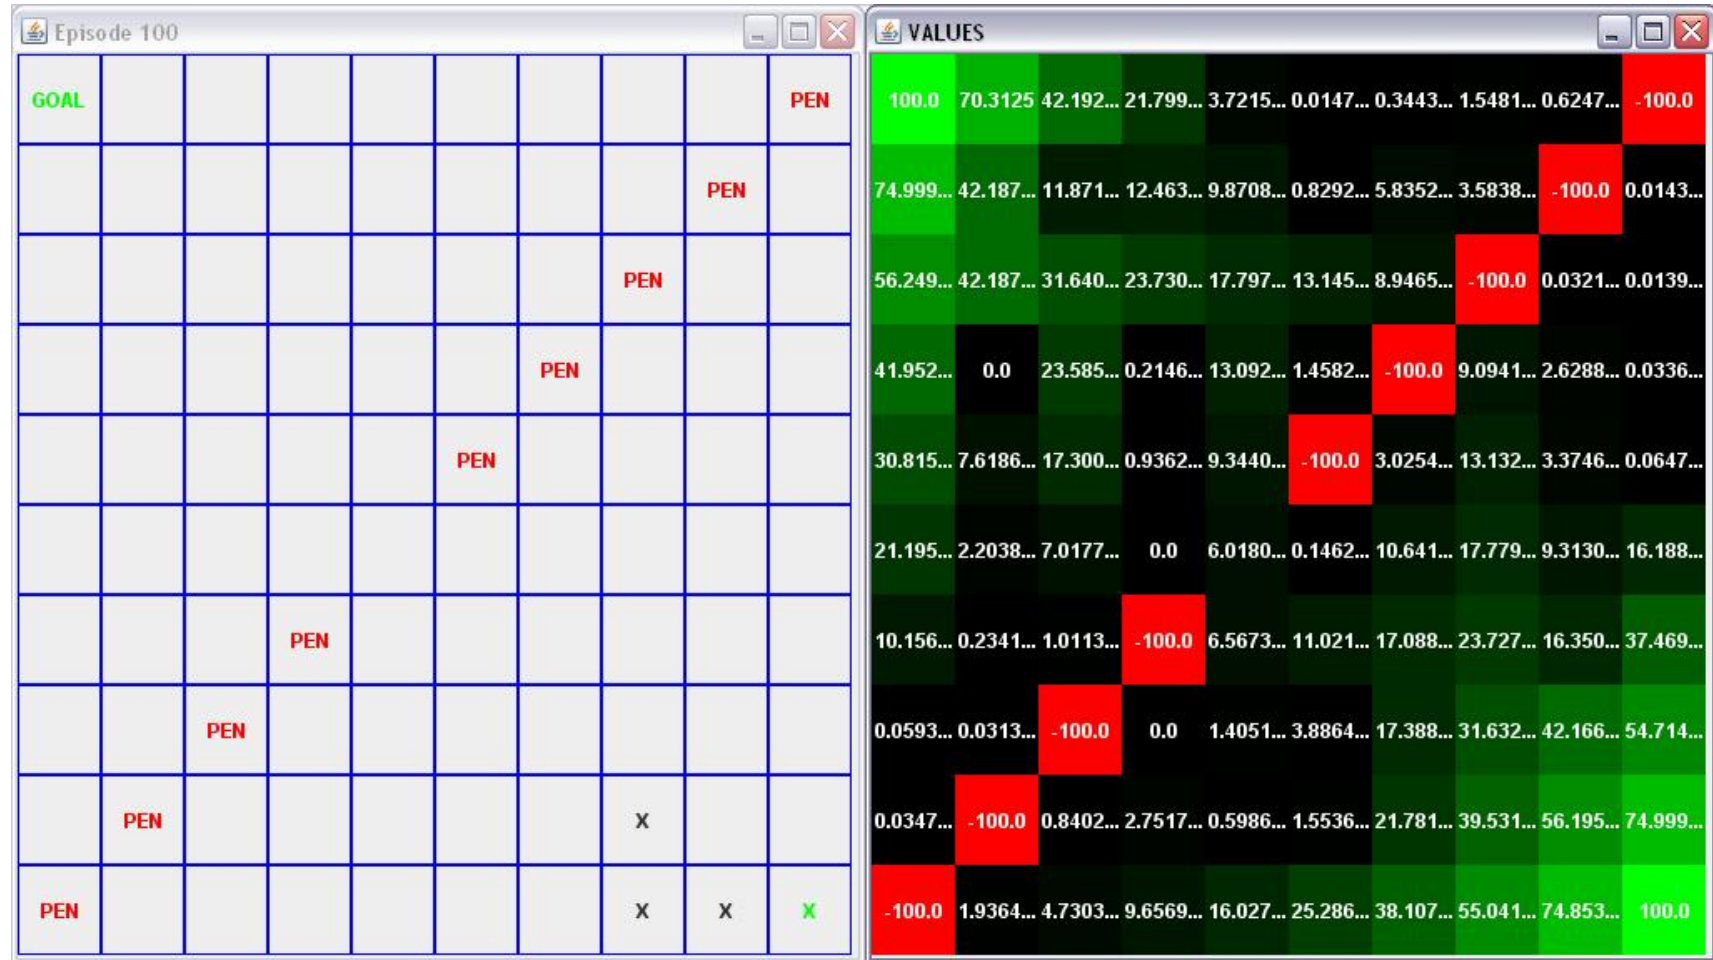 Episode 100
GOAL PEN
PEN
PEN
PEN
PEN
PEN
PEN
PEN X
PEN X X X
VALUES
100.0 70.3125 42.192... 21.799... 3.7215... 0.0147... 0.3443... 1.5481... 0.6247... -100.0
74.999... 42.187... 11.871... 12.463... 9.8708... 0.8292... 5.8352... 3.5838... -100.0 0.0143...
56.249... 42.187... 31.640... 23.730... 17.797... 13.145... 8.9465... -100.0 0.0321... 0.0139...
41.952... 0.0 23.585... 0.2146... 13.092... 1.4582... -100.0 9.0941... 2.6288... 0.0336...
30.815... 7.6186... 17.300... 0.9362... 9.3440... -100.0 3.0254... 13.132... 3.3746... 0.0647...
21.195... 2.2038... 7.0177... 0.0 6.0180... 0.1462... 10.641... 17.779... 9.3130... 16.188...
10.156... 0.2341... 1.0113... -100.0 6.5673... 11.021... 17.088... 23.727... 16.350... 37.469...
0.0593... 0.0313... -100.0 0.0 1.4051... 3.8864... 17.388... 31.632... 42.166... 54.714...
0.0347... -100.0 0.8402... 2.7517... 0.5986... 1.5536... 21.781... 39.531... 56.195... 74.999...
-100.0 1.9364... 4.7303... 9.6569... 16.027... 25.286... 38.107... 55.041... 74.853... 100.0